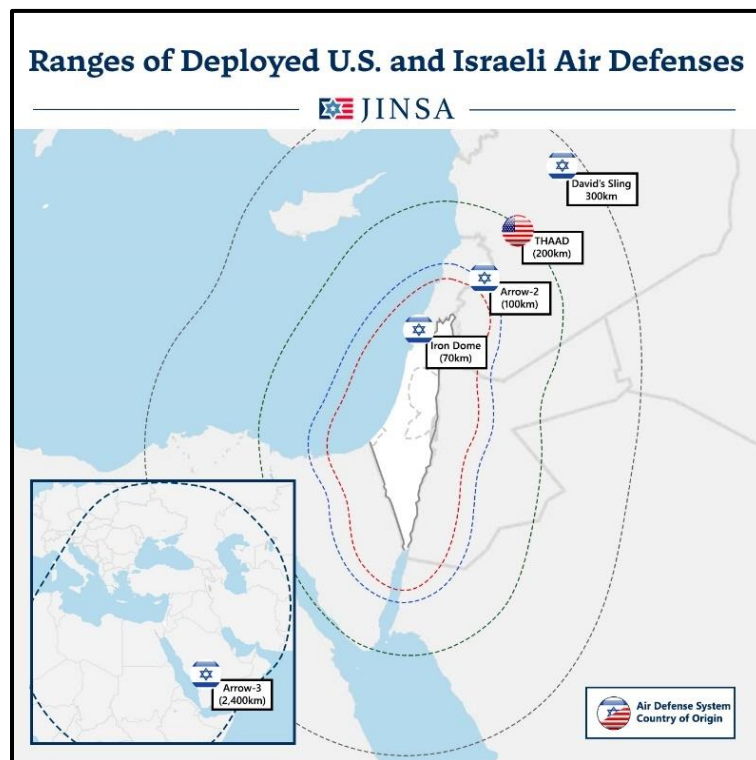 Ranges of Deployed U.S. and Israeli Air Defenses
JINSA
David's Sling
300km
THAAD
(200km)
Arrow-2
(100km)
Iron Dome
(70km)
Arrow-3
(2,400km)
Air Defense System
Country of Origin